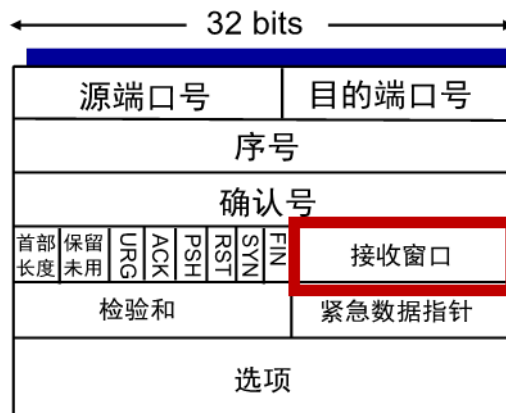 32 bits
源端口号 目的端口号
序号
确认号
首部长度 保留未用 URG ACK PSH RST SYN FIN 接收窗口
检验和 紧急数据指针
选项